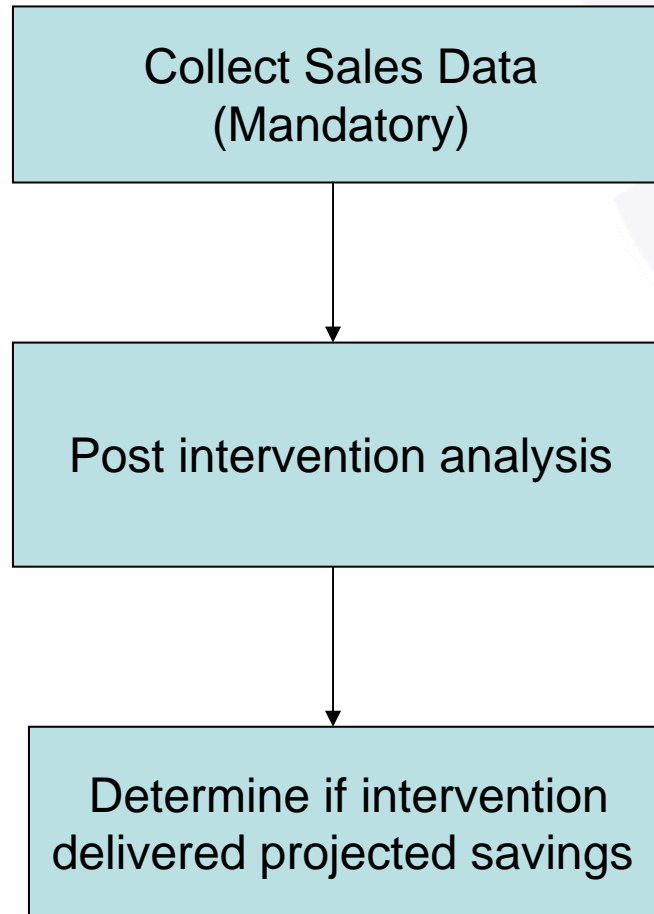 Collect Sales Data
(Mandatory)
Post intervention analysis
Determine if intervention
delivered projected savings